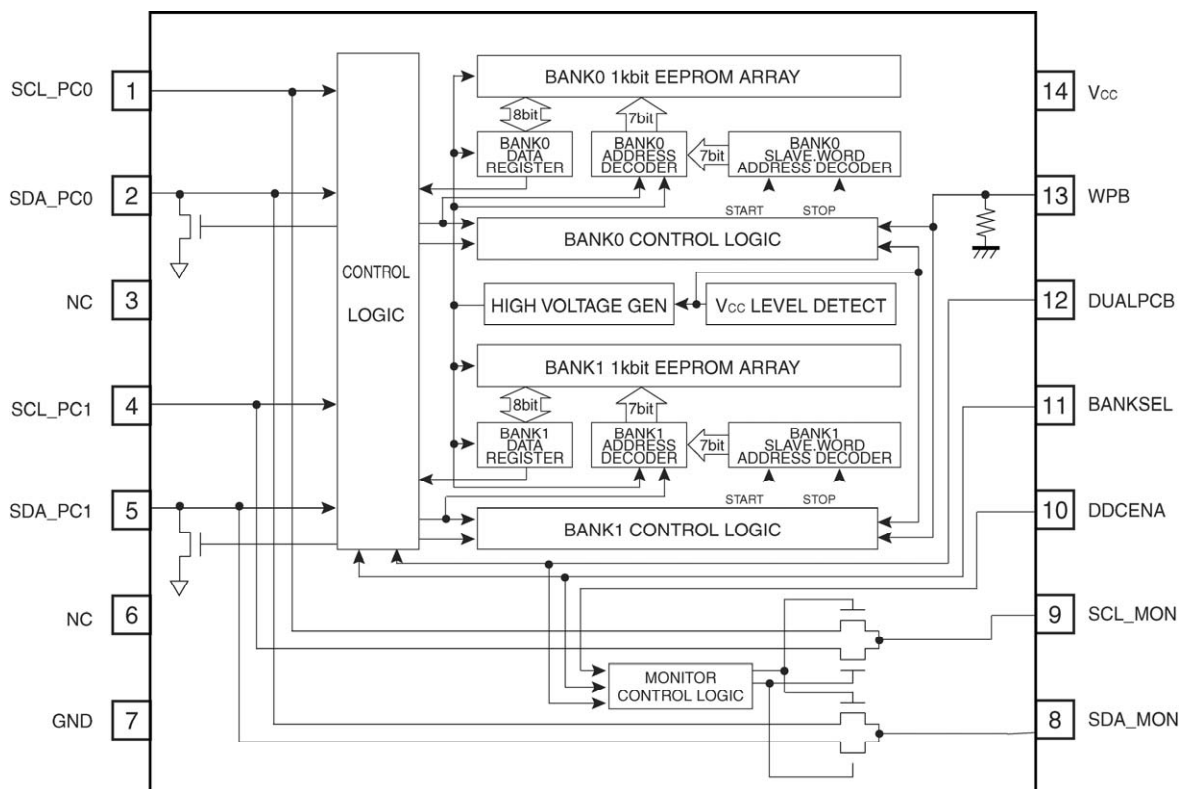 SCL_PC0
1
SDA_PC0
2
NC
3
SCL_PC1
4
SDA_PC1
5
NC
6
GND
7
CONTROL
LOGIC
BANK0 1kbit EEPROM ARRAY
8bit
7bit
BANK0
DATA
REGISTER
BANK0
ADDRESS
DECODER
7bit
BANK0
SLAVE.WORD
ADDRESS DECODER
START
STOP
BANK0 CONTROL LOGIC
HIGH VOLTAGE GEN
VCC LEVEL DETECT
BANK1 1kbit EEPROM ARRAY
8bit
7bit
BANK1
DATA
REGISTER
BANK1
ADDRESS
DECODER
7bit
BANK1
SLAVE.WORD
ADDRESS DECODER
START
STOP
BANK1 CONTROL LOGIC
MONITOR
CONTROL LOGIC
14
VCC
13
WPB
12
DUALPCB
11
BANKSEL
10
DDCENA
9
SCL_MON
8
SDA_MON